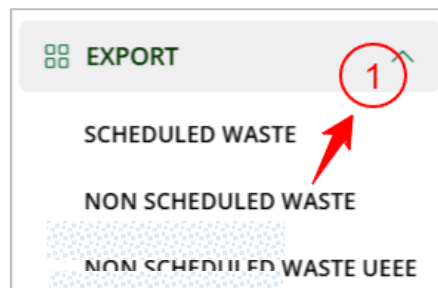 EXPORT
1
SCHEDULED WASTE
NON SCHEDULED WASTE
NON SCHEDULED WASTE UEEE